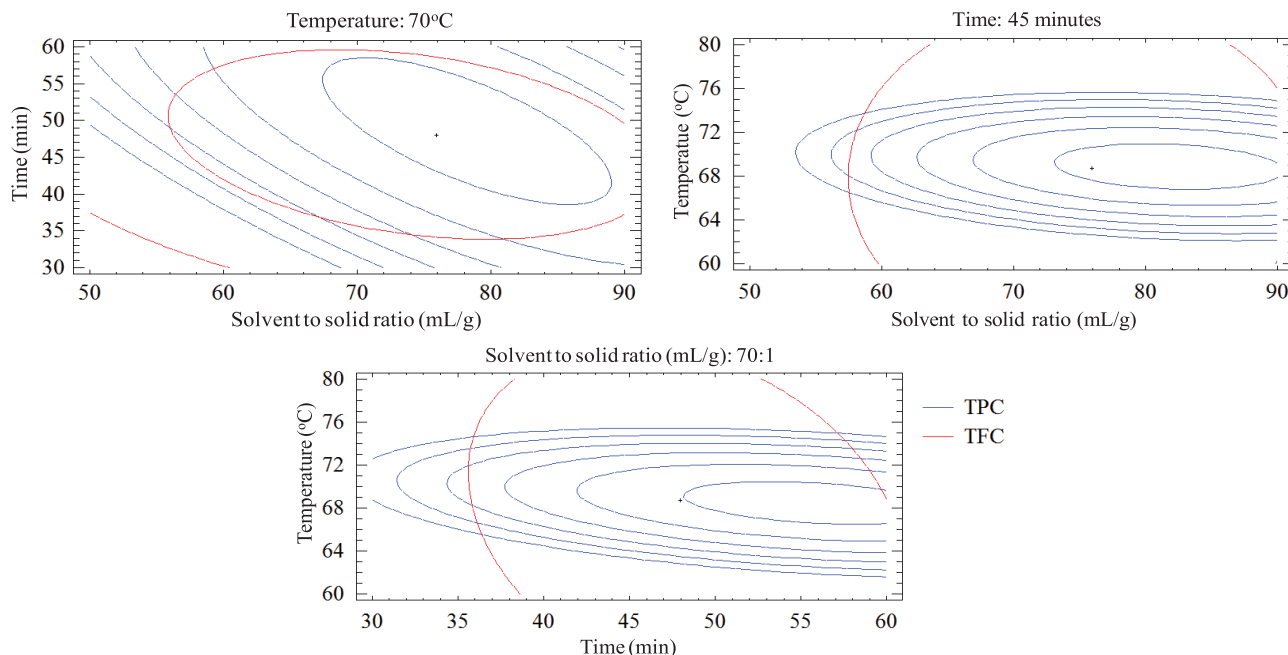 Temperature: 70°C
60
55
50
45
40
35
30
Time (min)
50 60 70 80 90
Solvent to solid ratio (mL/g)
Time: 45 minutes
80
76
72
68
64
60
Temperature (°C)
50 60 70 80 90
Solvent to solid ratio (mL/g)
Solvent to solid ratio (mL/g): 70:1
80
76
72
68
64
60
Temperature (°C)
30 35 40 45 50 55 60
Time (min)
TPC
TFC